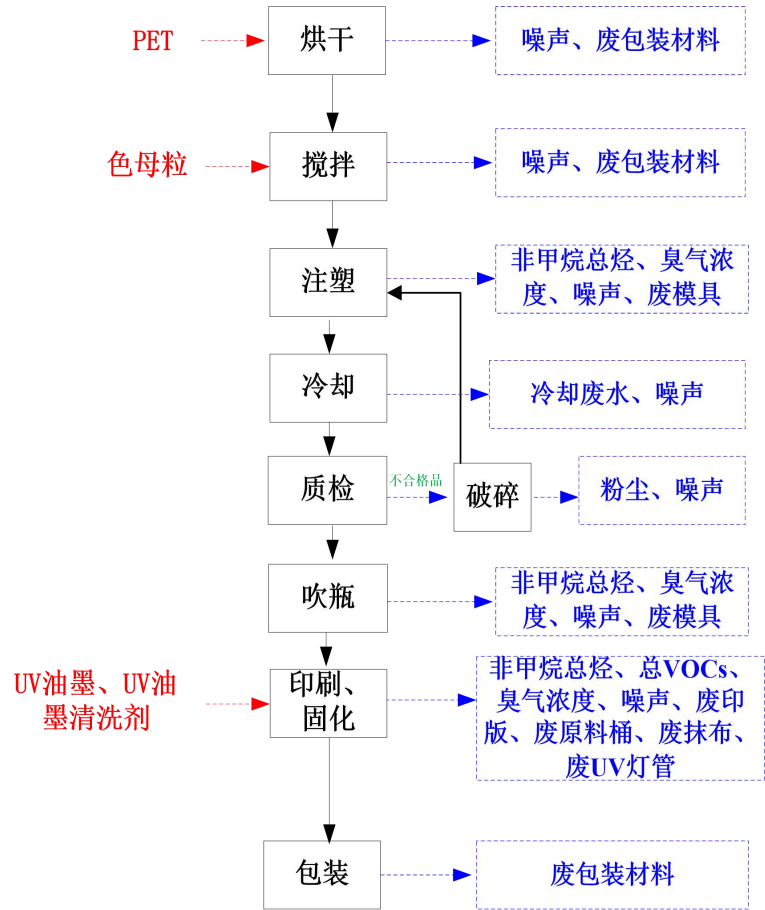 PET
烘干
噪声、废包装材料
色母粒
搅拌
噪声、废包装材料
注塑
非甲烷总烃、臭气浓
度、噪声、废模具
冷却
冷却废水、噪声
质检
不合格品
破碎
粉尘、噪声
吹瓶
非甲烷总烃、臭气浓
度、噪声、废模具
UV油墨、UV油
墨清洗剂
印刷、
固化
非甲烷总烃、总VOCs、
臭气浓度、噪声、废印
版、废原料桶、废抹布、
废UV灯管
包装
废包装材料